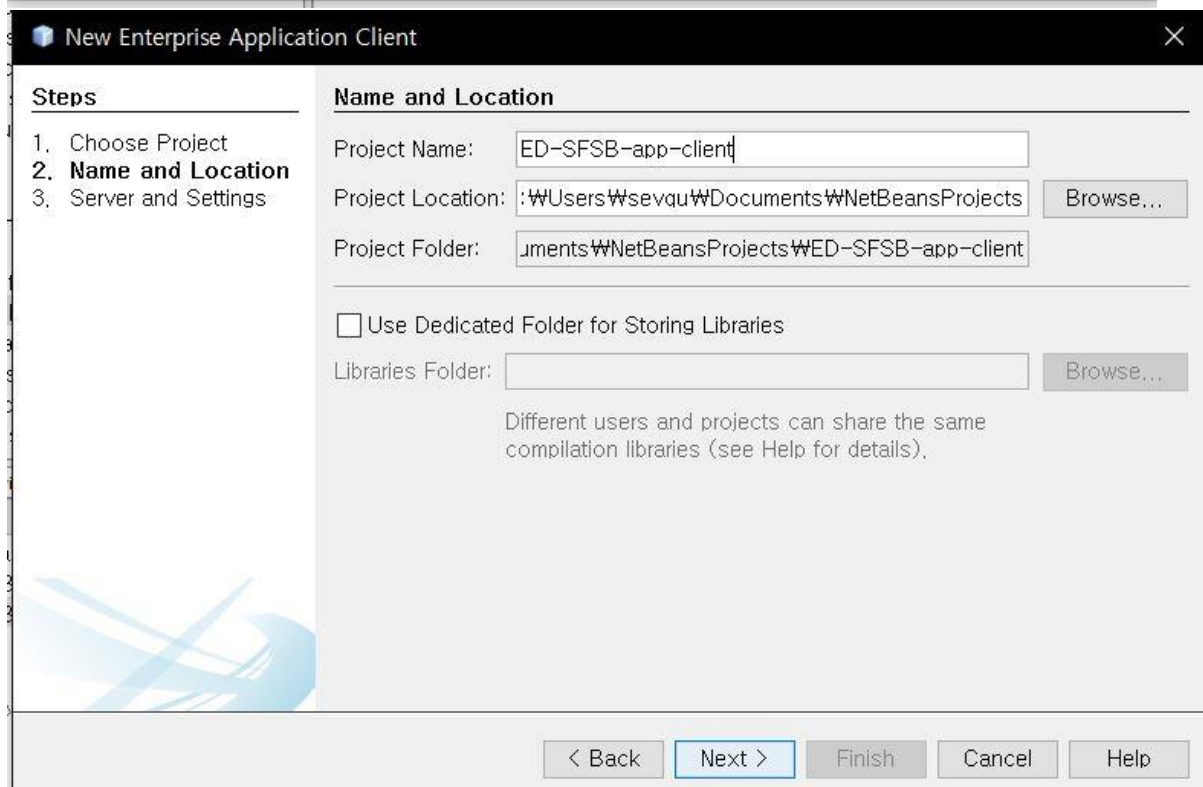 New Enterprise Application Client
Steps
1. Choose Project
2. Name and Location
3. Server and Settings
Name and Location
Project Name: ED-SFSB-app-client
Project Location: :₩Users₩sevqu₩Documents₩NetBeansProjects Browse...
Project Folder: uments₩NetBeansProjects₩ED-SFSB-app-client
Use Dedicated Folder for Storing Libraries
Libraries Folder: Browse...
Different users and projects can share the same
compilation libraries (see Help for details).
< Back Next > Finish Cancel Help